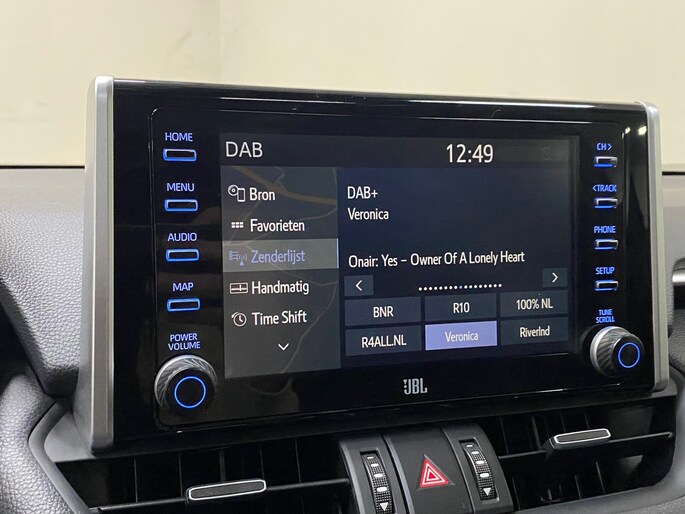 HOME
MENU
AUDIO
MAP
POWER
VOLUME
DAB
12:49
Bron
Favorieten
Zenderlijst
Handmatig
Time Shift
DAB+
Veronica
Onair: Yes – Owner Of A Lonely Heart
BNR
R10
100% NL
R4ALL.NL
Veronica
RiverInd
CH >
< TRACK
PHONE
SETUP
TUNE
SCROLL
JBL